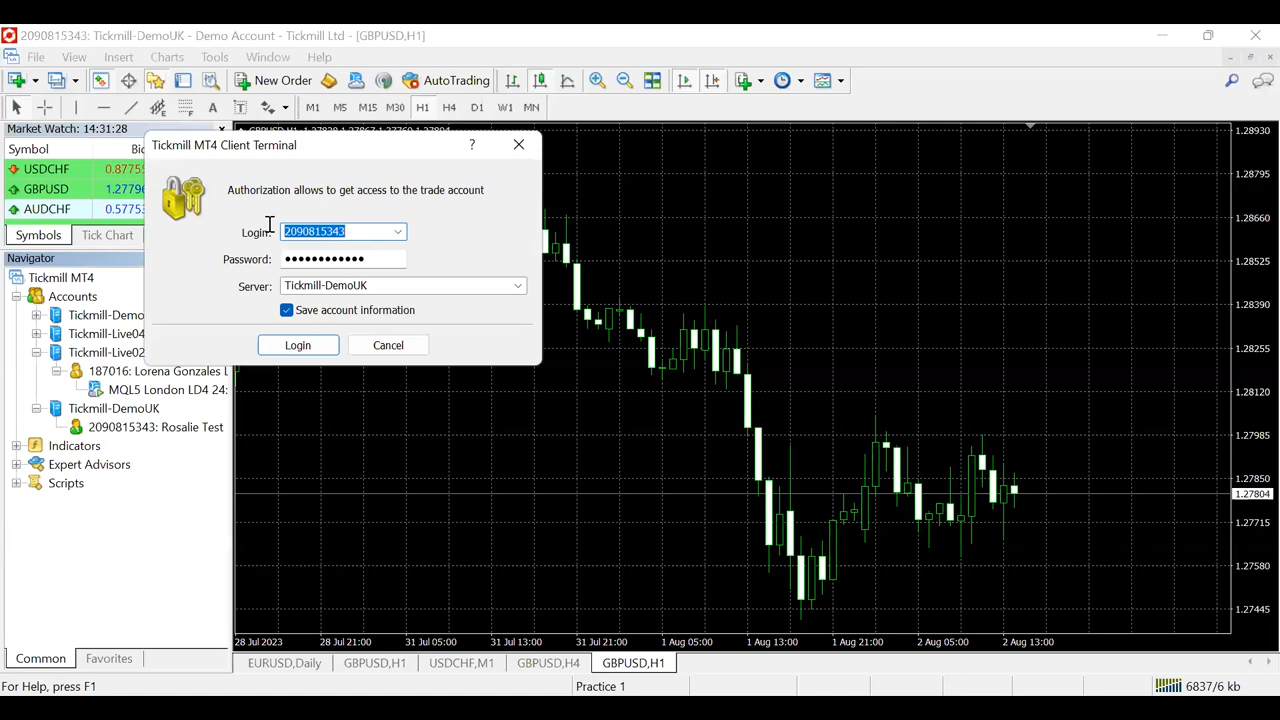 2090815343: Tickmill-DemoUK - Demo Account - Tickmill Ltd - [GBPUSD,H1]
File View Insert Charts Tools Window Help
New Order AutoTrading
A T M1 M5 M15 M30 H1 H4 D1 W1 MN
Market Watch: 14:31:28
Symbol
USDCHF 0.8775
GBPUSD 1.2779
AUDCHF 0.5775
Symbols Tick Chart
Navigator
Tickmill MT4
Accounts
Tickmill-Demo
Tickmill-Live04
Tickmill-Live02
187016: Lorena Gonzales
MQL5 London LD4 24:
Tickmill-DemoUK
2090815343: Rosalie Test
Indicators
Expert Advisors
Scripts
Common Favorites
Tickmill MT4 Client Terminal ?
Authorization allows to get access to the trade account
Login: 2090815343
Password: ••••••••••••
Server: Tickmill-DemoUK
Save account information
Login Cancel
1.28930
1.28795
1.28660
1.28525
1.28390
1.28255
1.28120
1.27985
1.27850
1.27804
1.27715
1.27580
1.27445
28 Jul 2023 28 Jul 21:00 31 Jul 05:00 31 Jul 13:00 31 Jul 21:00 1 Aug 05:00 1 Aug 13:00 1 Aug 21:00 2 Aug 05:00 2 Aug 13:00
EURUSD,Daily GBPUSD,H1 USDCHF,M1 GBPUSD,H4 GBPUSD,H1
For Help, press F1 Practice 1 6837/6 kb